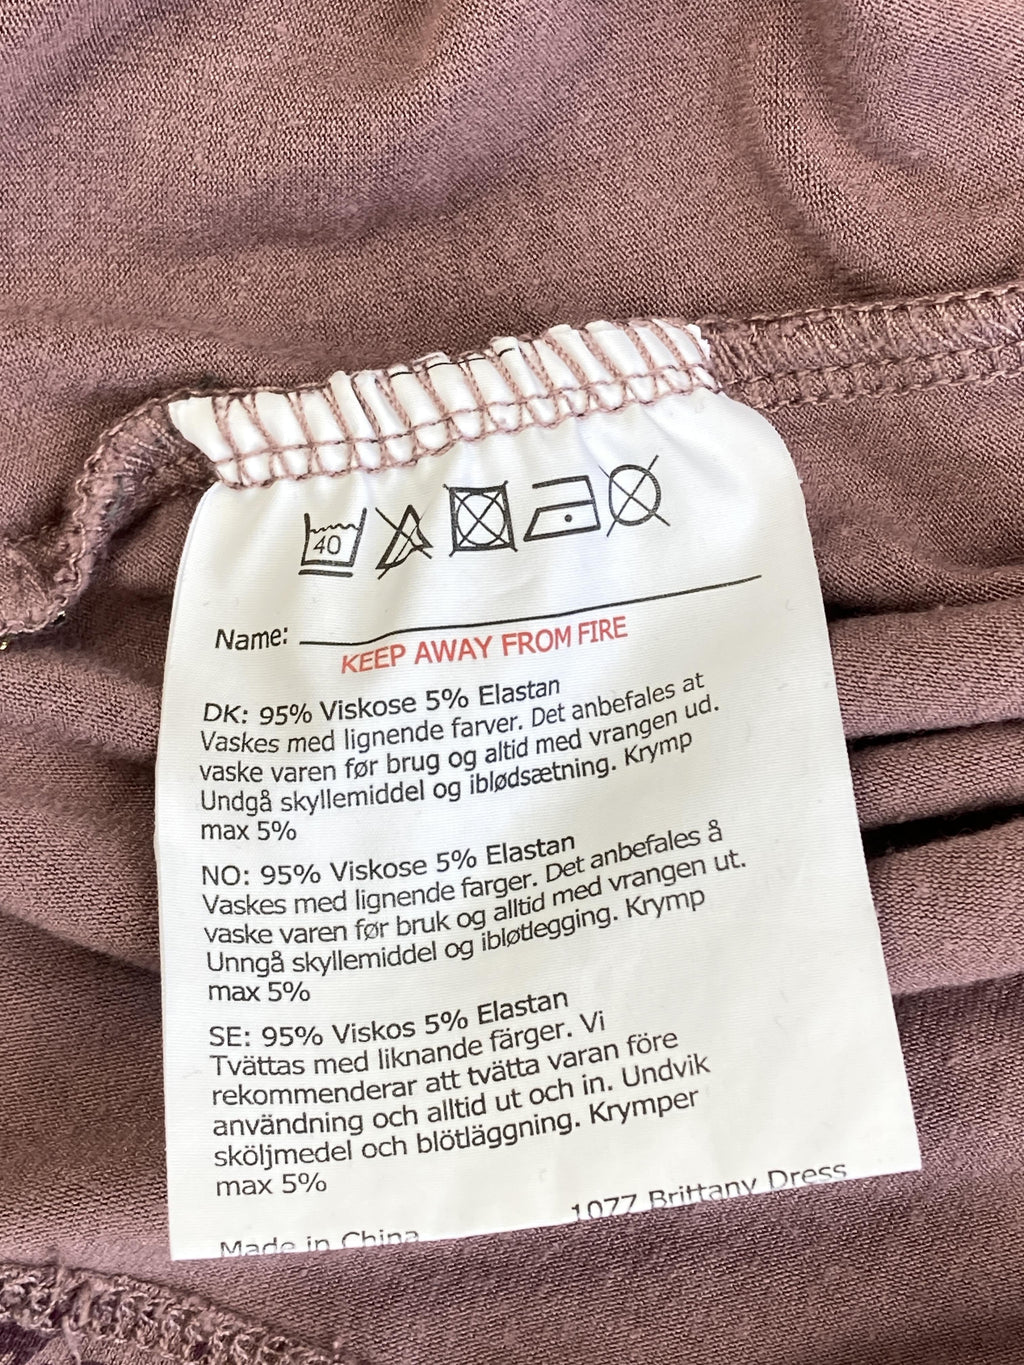 40
Name:
KEEP AWAY FROM FIRE
DK: 95% Viskose 5% Elastan
Vaskes med lignende farver. Det anbefales at
vaske varen før brug og altid med vrangen ud.
Undgå skyllemiddel og iblødsætning. Krymp
max 5%
NO: 95% Viskose 5% Elastan
Vaskes med lignende farger. Det anbefales å
vaske varen før bruk og alltid med vrangen ut.
Unngå skyllemiddel og ibløtlegging. Krymp
max 5%
SE: 95% Viskos 5% Elastan
Tvättas med liknande färger. Vi
rekommenderar att tvätta varan före
användning och alltid ut och in. Undvik
sköljmedel och blötläggning. Krymper
max 5%
Made in China
1077 Brittany Dress